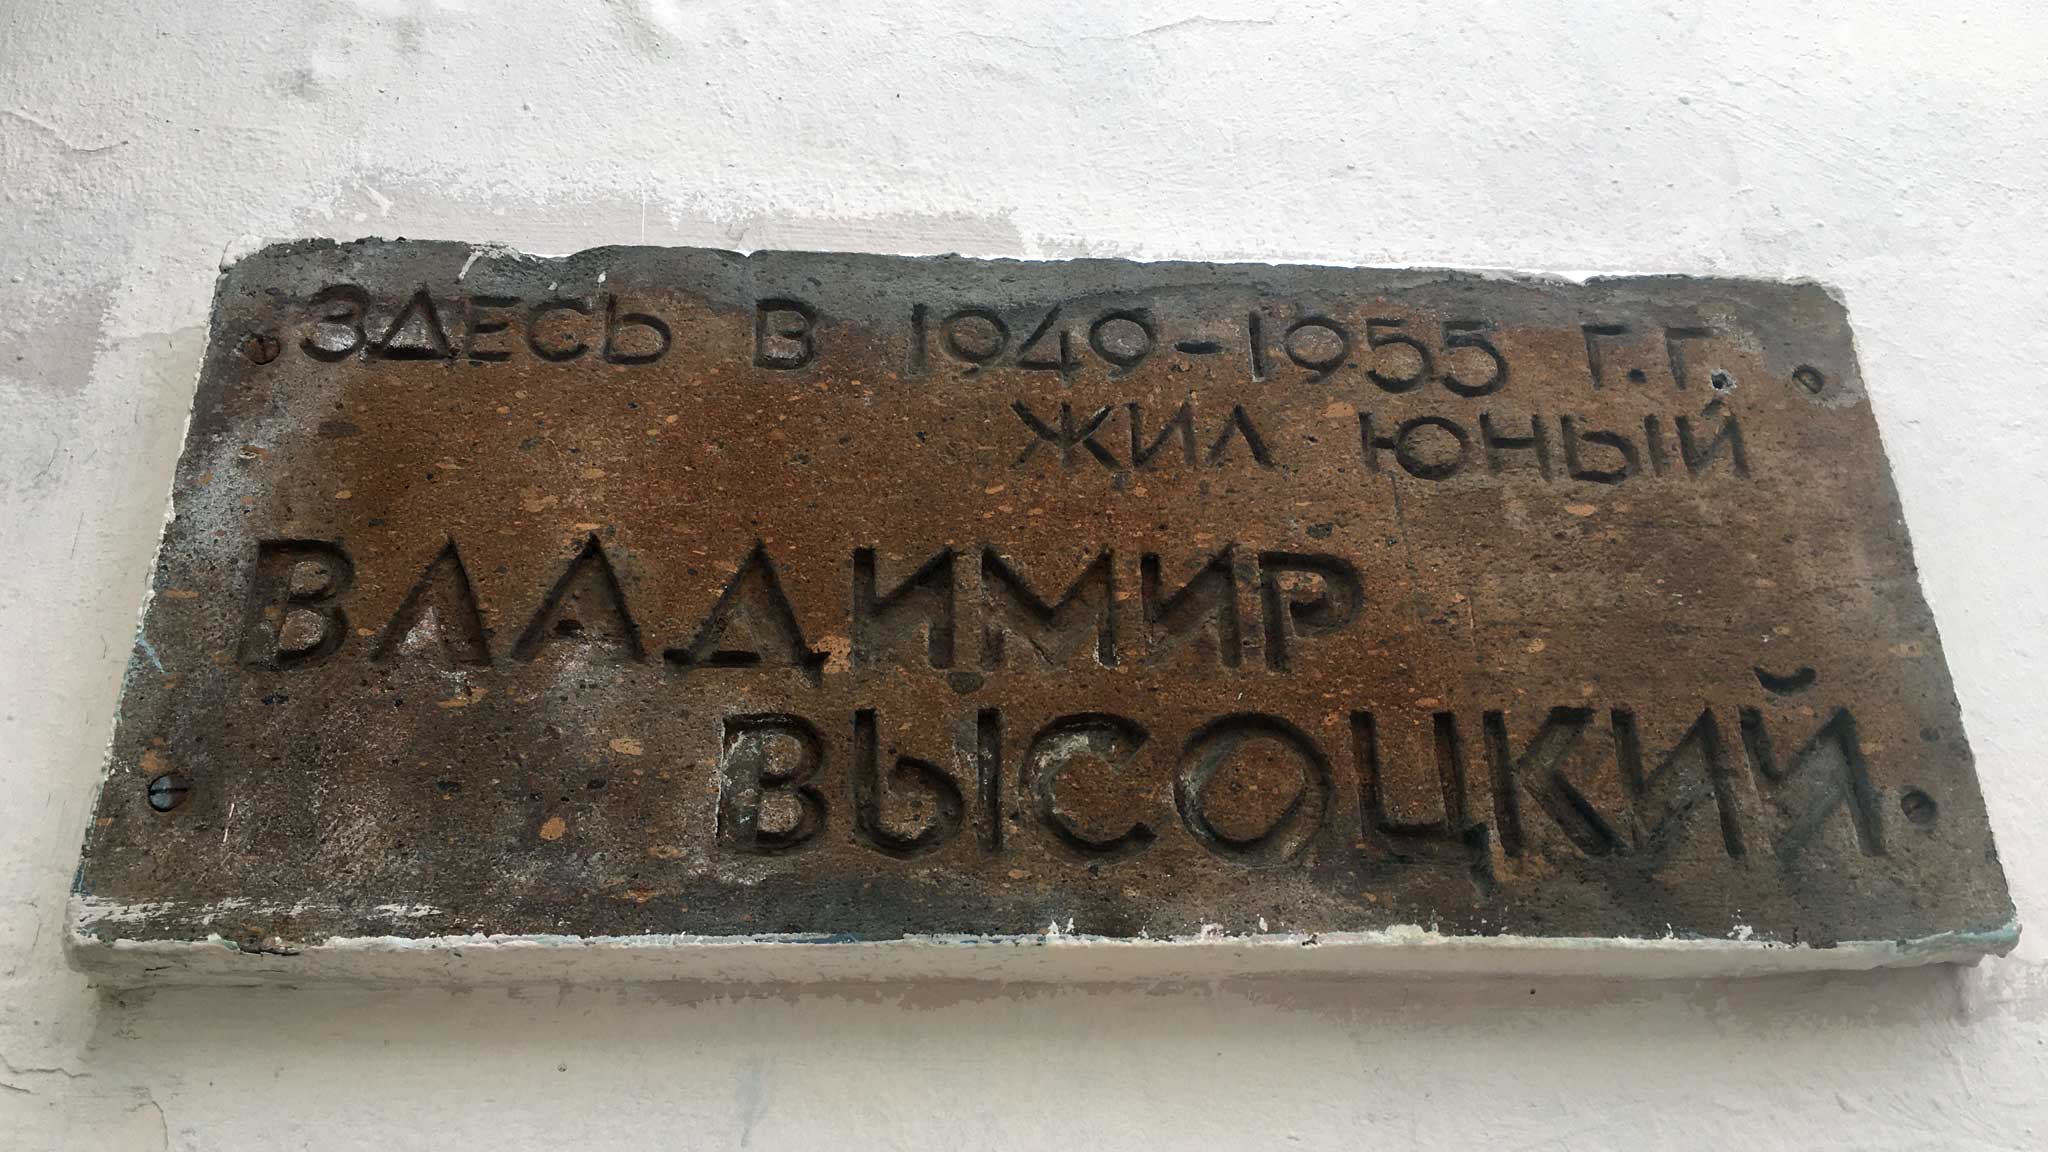 ЗДЕСЬ В 1949-1955 Г.Г.
ЖИЛ ЮНЫЙ
ВЛАДИМИР
ВЫСОЦКИЙ.